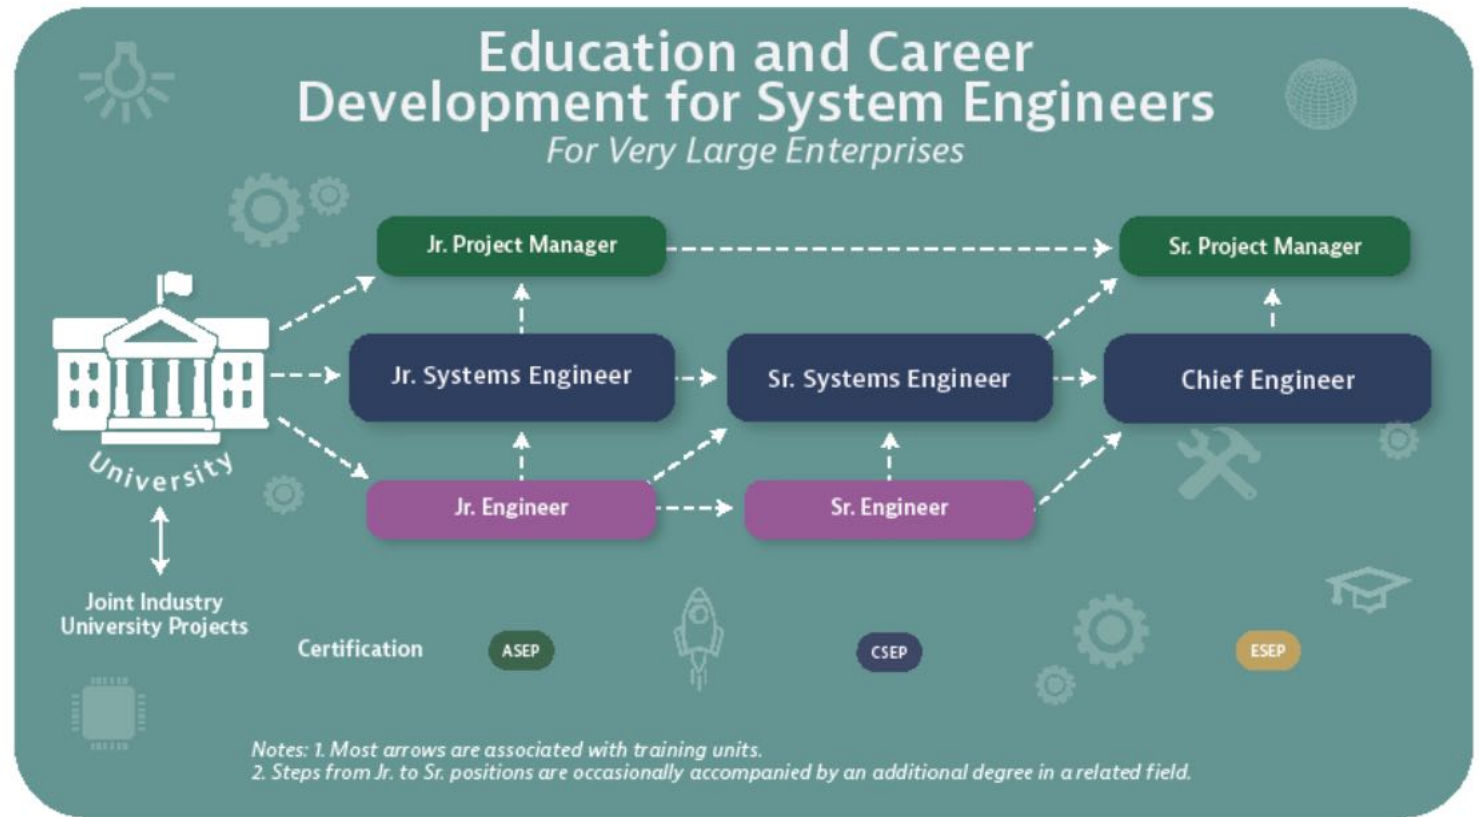 Education and Career
Development for System Engineers
For Very Large Enterprises
Jr. Project Manager
Sr. Project Manager
Jr. Systems Engineer
Sr. Systems Engineer
Chief Engineer
University
Jr. Engineer
Sr. Engineer
Joint Industry
University Projects
Certification
ASEP
CSEP
ESEP
Notes: 1. Most arrows are associated with training units.
2. Steps from Jr. to Sr. positions are occasionally accompanied by an additional degree in a related field.